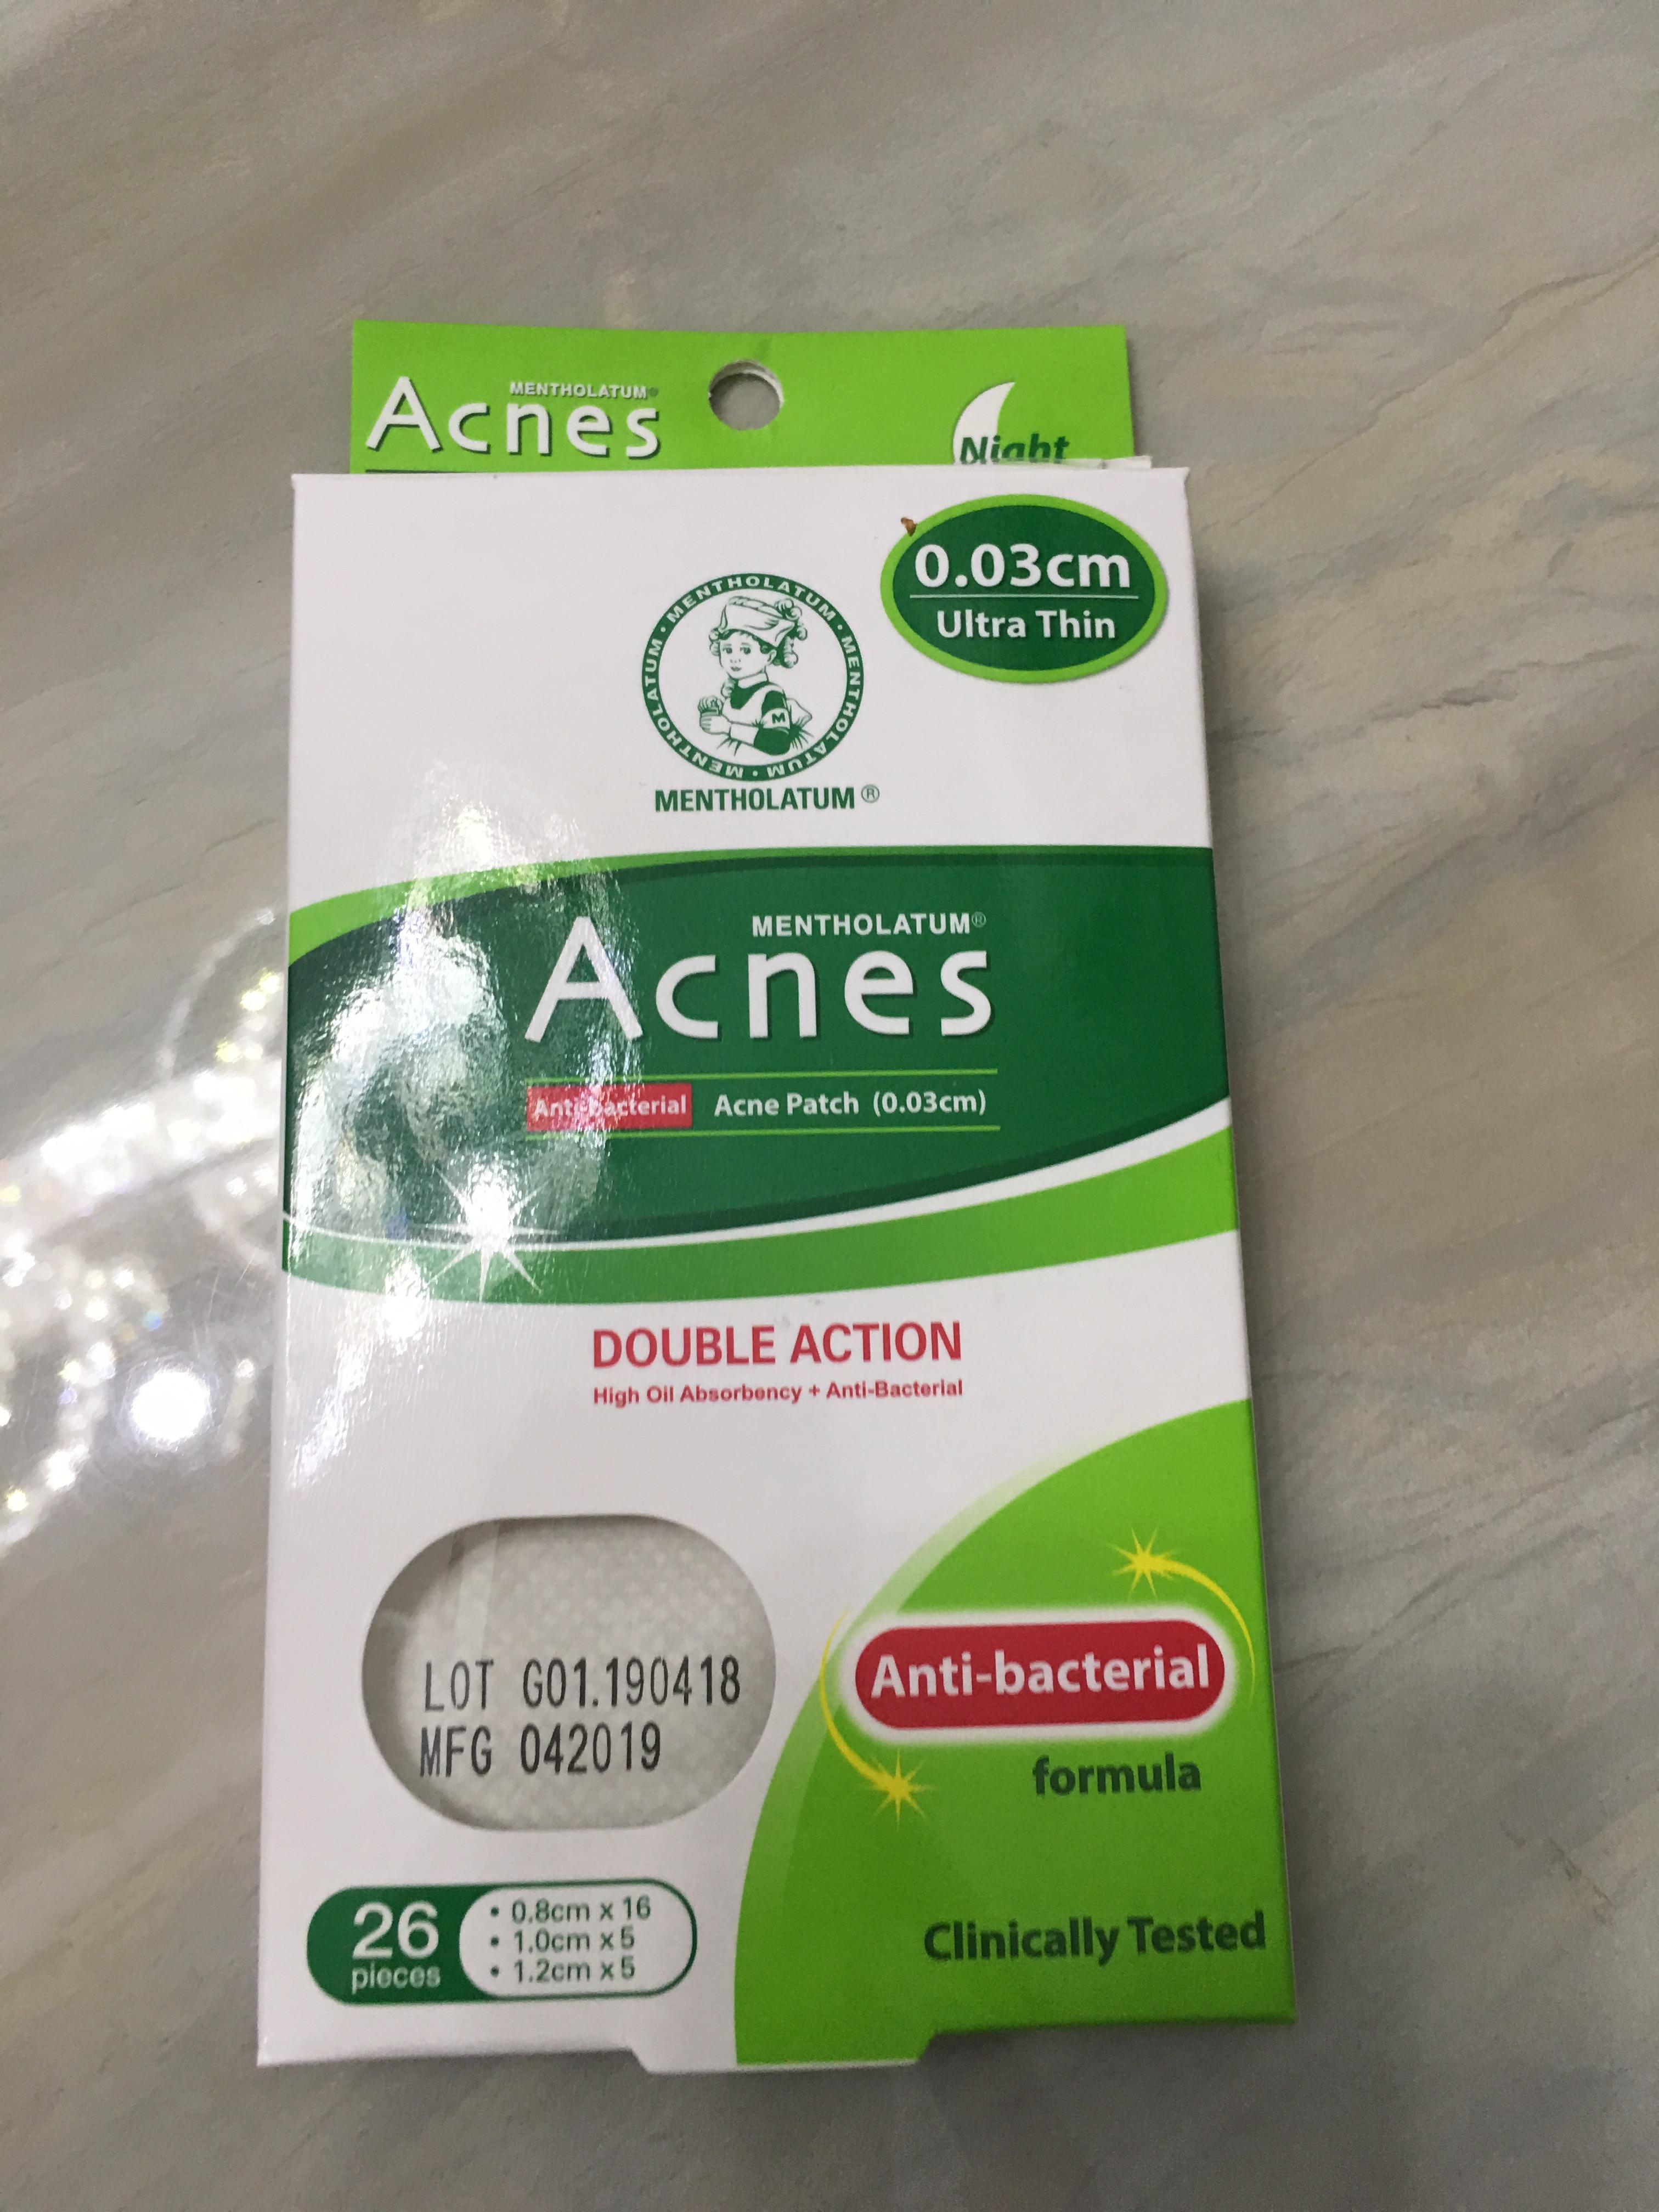 MENTHOLATUM®
Acnes
Night
0.03cm
Ultra Thin
MENTHOLATUM • MENTHOLATUM • MENTHOLATUM • MENTHOLATUM •
MENTHOLATUM®
MENTHOLATUM®
Acnes
Anti-bacterial Acne Patch (0.03cm)
DOUBLE ACTION
High Oil Absorbency + Anti-Bacterial
LOT G01.190418
MFG 042019
Anti-bacterial
formula
26
pieces
• 0.8cm x 16
• 1.0cm x 5
• 1.2cm x 5
Clinically Tested